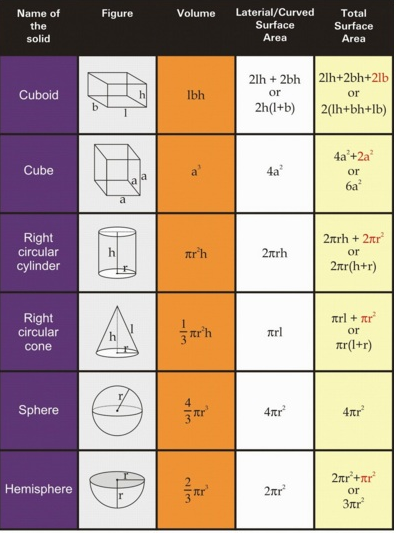 Name of the solid
Figure
Volume
Laterial/Curved Surface Area
Total Surface Area
Cuboid
h
b
l
lbh
2lh + 2bh
or
2h(l+b)
2lh+2bh+2lb
or
2(lh+bh+lb)
Cube
a
a
a
a³
4a²
4a²+2a²
or
6a²
Right
circular
cylinder
h
r
πr²h
2πrh
2πrh + 2πr²
or
2πr(h+r)
Right
circular
cone
h
l
r
1/3 πr²h
πrl
πrl + πr²
or
πr(l+r)
Sphere
r
4/3 πr³
4πr²
4πr²
Hemisphere
r
r
2/3 πr³
2πr²
2πr²+πr²
or
3πr²